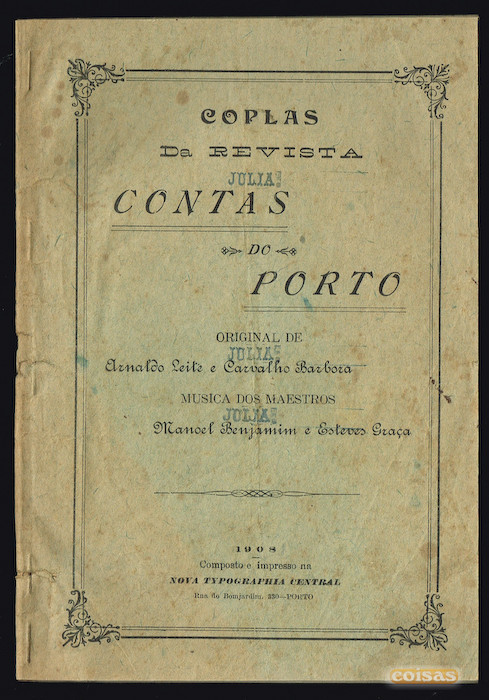 COPLAS
Da REVISTA
JULIA
CONTAS
DO
PORTO
ORIGINAL DE
JULIA
Arnaldo Leite e Carvalho Barbora
MUSICA DOS MAESTROS
JULIA
Manoel Benjamim e Esteves Graça
1908
Composto e impresso na
NOVA TYPOGRAPHIA CENTRAL
Rua do Bomjardim, 230—PORTO
coisas